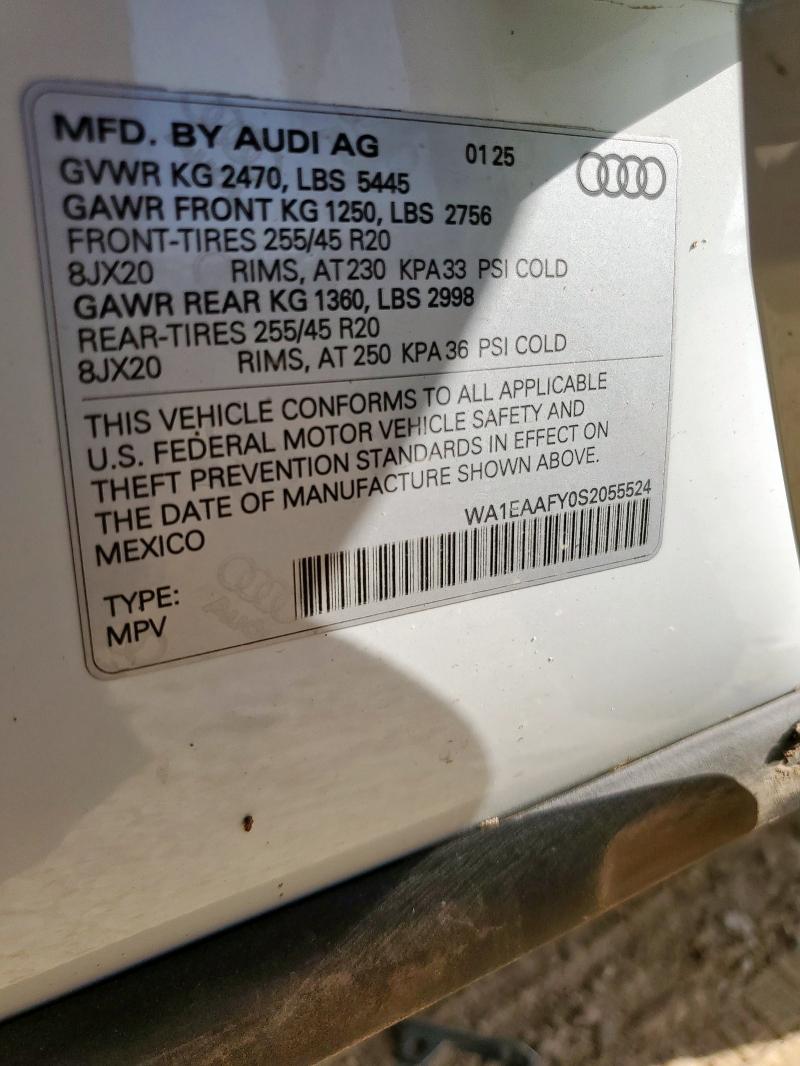 MFD. BY AUDI AG 01 25
GVWR KG 2470, LBS 5445
GAWR FRONT KG 1250, LBS 2756
FRONT-TIRES 255/45 R20
8JX20 RIMS, AT 230 KPA 33 PSI COLD
GAWR REAR KG 1360, LBS 2998
REAR-TIRES 255/45 R20
8JX20 RIMS, AT 250 KPA 36 PSI COLD
THIS VEHICLE CONFORMS TO ALL APPLICABLE
U.S. FEDERAL MOTOR VEHICLE SAFETY AND
THEFT PREVENTION STANDARDS IN EFFECT ON
THE DATE OF MANUFACTURE SHOWN ABOVE.
MEXICO WA1EAAFY0S2055524
TYPE:
MPV
Audi